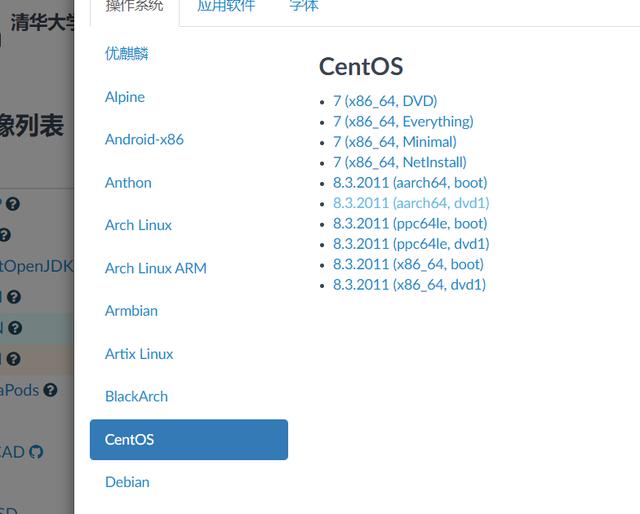 操作系统 应用软件 字体
清华大学
像列表
tOpenJDK
aPods
CAD
优麒麟
Alpine
Android-x86
Anthon
Arch Linux
Arch Linux ARM
Armbian
Artix Linux
BlackArch
CentOS
Debian
CentOS
7 (x86_64, DVD)
7 (x86_64, Everything)
7 (x86_64, Minimal)
7 (x86_64, NetInstall)
8.3.2011 (aarch64, boot)
8.3.2011 (aarch64, dvd1)
8.3.2011 (ppc64le, boot)
8.3.2011 (ppc64le, dvd1)
8.3.2011 (x86_64, boot)
8.3.2011 (x86_64, dvd1)